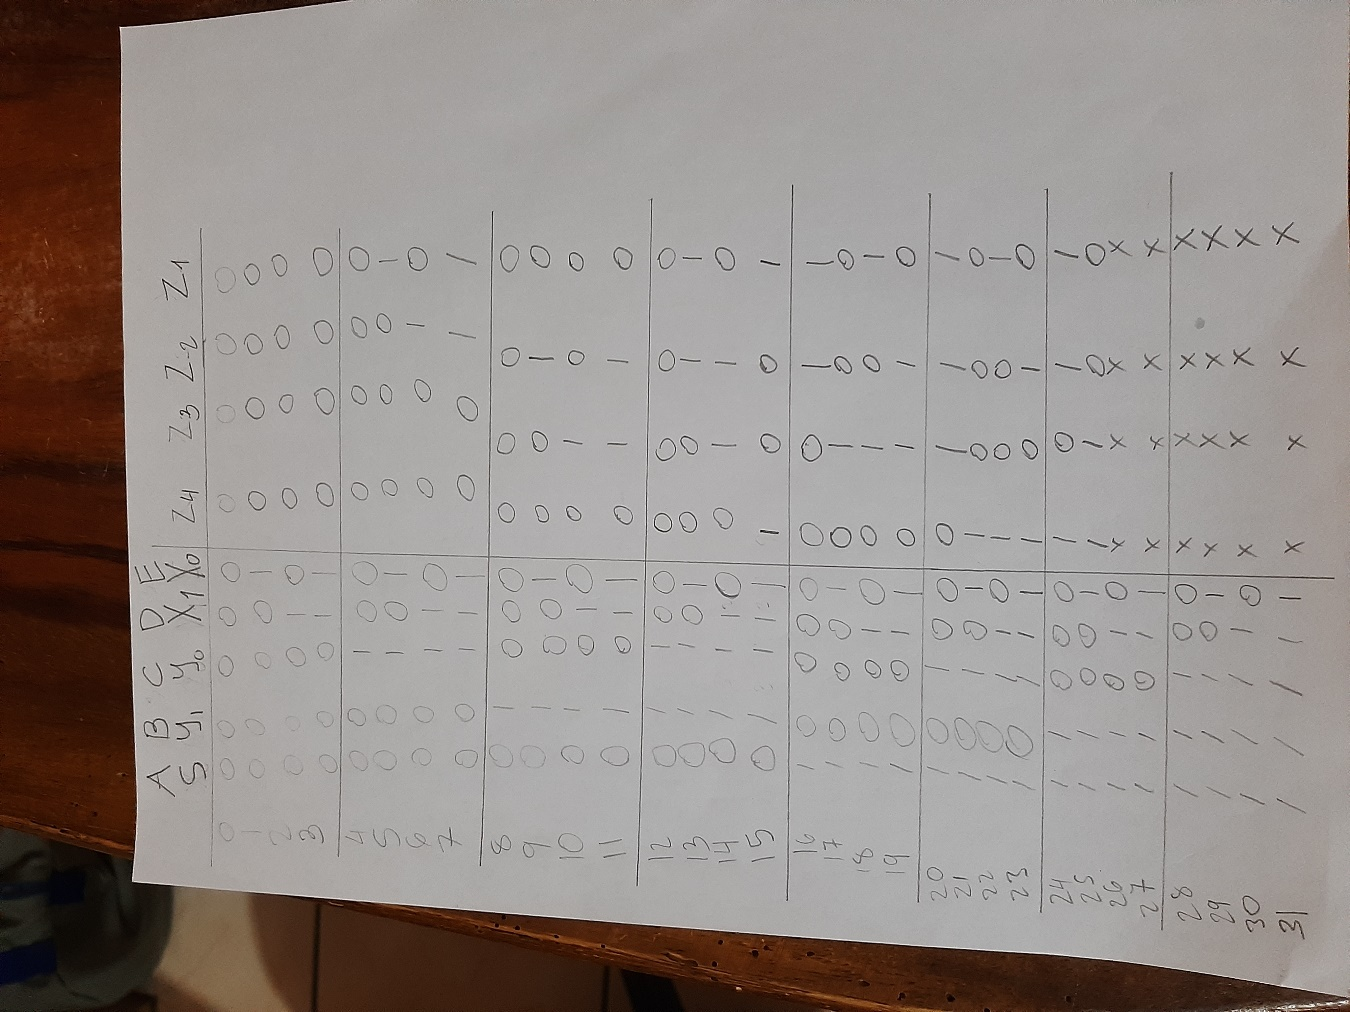 A B C D E
S y1 y0 X1 X0 Z4 Z3 Z2 Z1
0 0 0 0 0 0 0 0 0 0
1 0 0 0 0 1 0 0 0 0
2 0 0 0 1 0 0 0 0 0
3 0 0 0 1 1 0 0 0 0
4 0 0 1 0 0 0 0 0 0
5 0 0 1 0 1 0 0 0 1
6 0 0 1 1 0 0 0 1 0
7 0 0 1 1 1 0 0 1 1
8 0 1 0 0 0 0 0 0 0
9 0 1 0 0 1 0 0 1 0
10 0 1 0 1 0 0 1 0 0
11 0 1 0 1 1 0 1 1 0
12 0 1 1 0 0 0 0 0 0
13 0 1 1 0 1 0 0 1 1
14 0 1 1 1 0 0 1 1 0
15 0 1 1 1 1 1 0 0 1
16 1 0 0 0 0 0 0 1 1
17 1 0 0 0 1 0 1 0 0
18 1 0 0 1 0 0 1 0 1
19 1 0 0 1 1 0 1 1 0
20 1 0 1 0 0 0 1 1 1
21 1 0 1 0 1 1 0 0 0
22 1 0 1 1 0 1 0 0 1
23 1 0 1 1 1 1 0 1 0
24 1 1 0 0 0 1 0 1 1
25 1 1 0 0 1 1 1 0 0
26 1 1 0 1 0 x x x x
27 1 1 0 1 1 x x x x
28 1 1 1 0 0 x x x x
29 1 1 1 0 1 x x x x
30 1 1 1 1 0 x x x x
31 1 1 1 1 1 x x x x